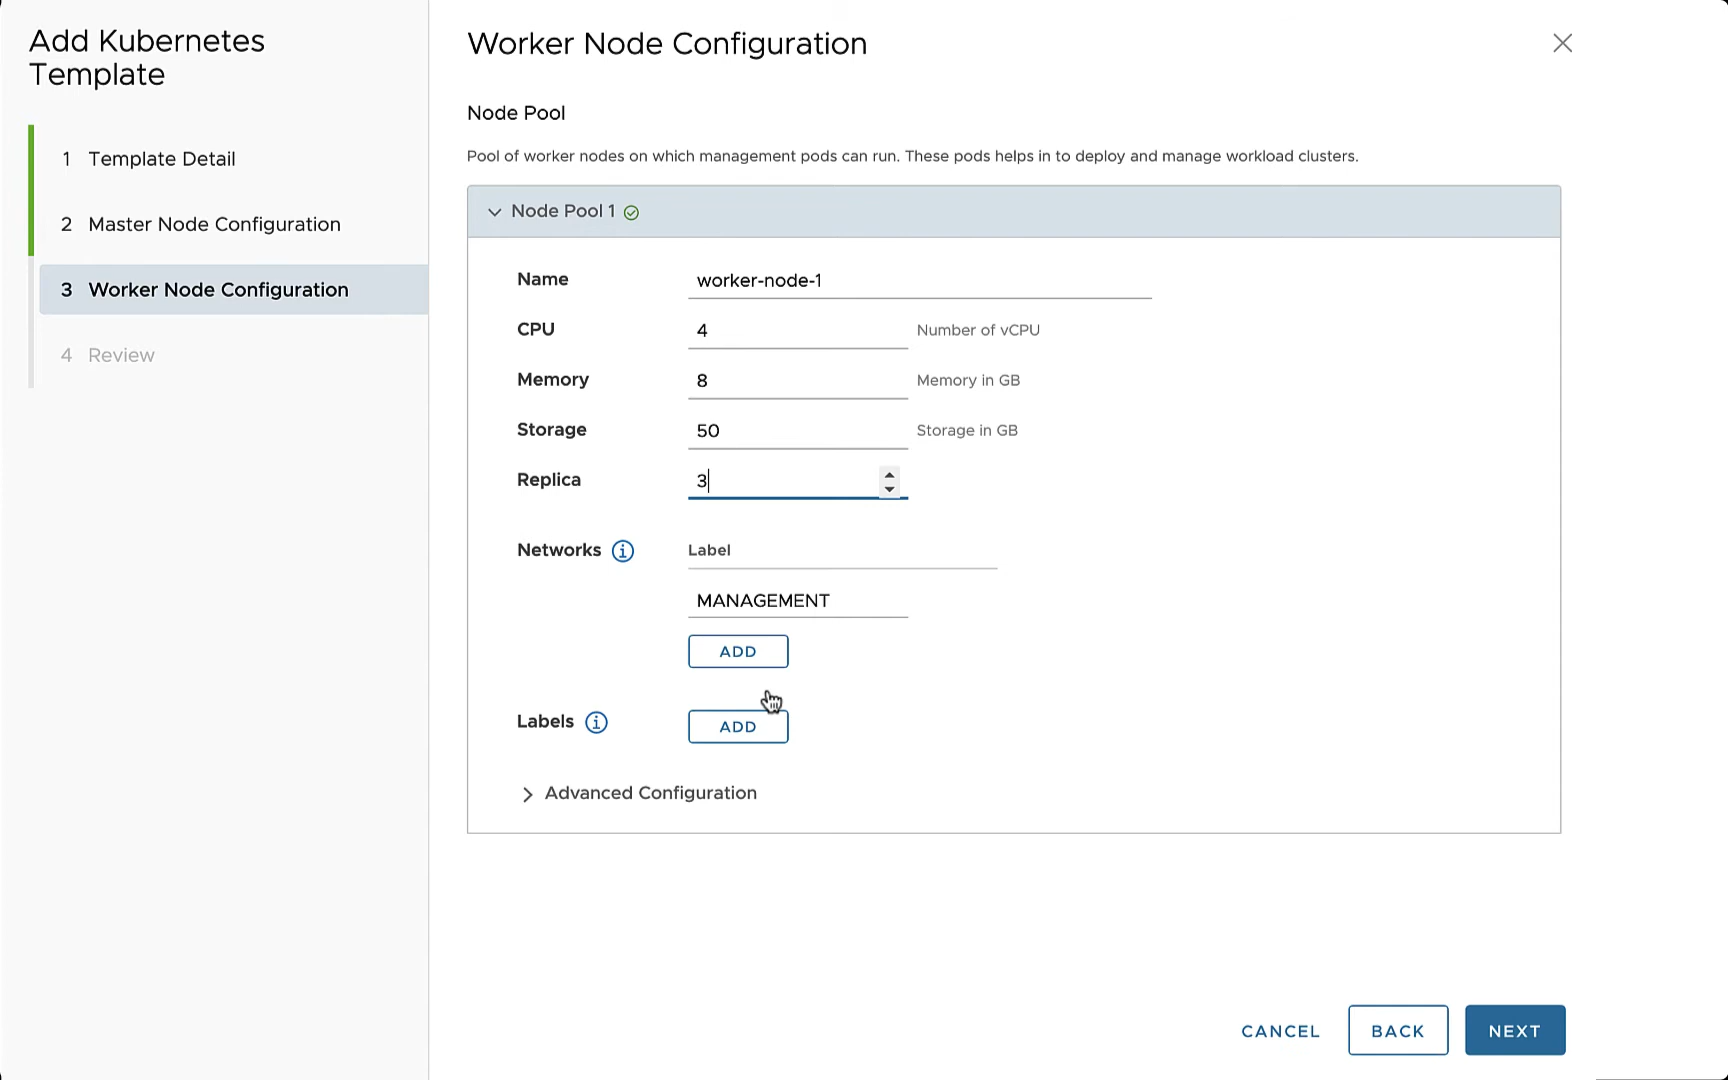 Add Kubernetes
Template
1 Template Detail
2 Master Node Configuration
3 Worker Node Configuration
4 Review
Worker Node Configuration
Node Pool
Pool of worker nodes on which management pods can run. These pods helps in to deploy and manage workload clusters.
Node Pool 1
Name worker-node-1
CPU 4 Number of vCPU
Memory 8 Memory in GB
Storage 50 Storage in GB
Replica 3
Networks Label
MANAGEMENT
ADD
Labels ADD
Advanced Configuration
CANCEL BACK NEXT